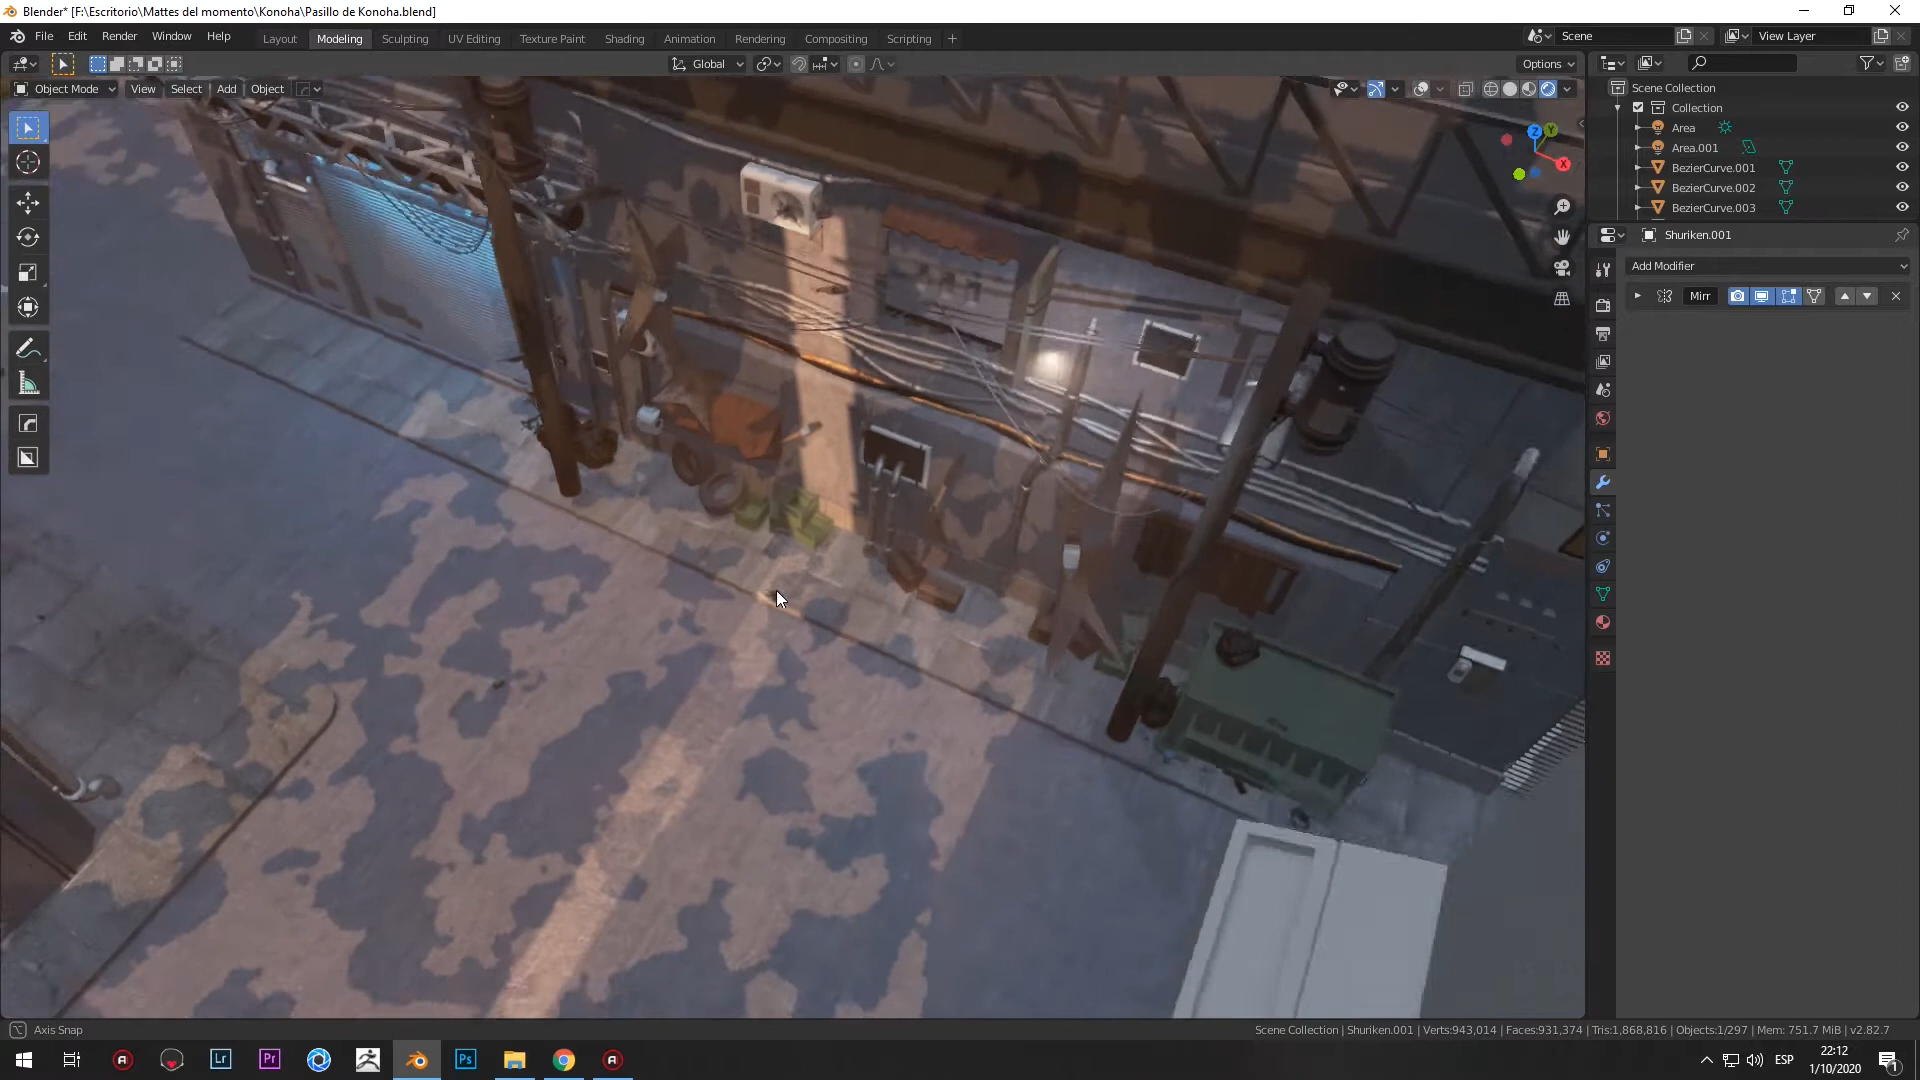 Blender* [F:\Escritorio\Mattes del momento\Konoha\Pasillo de Konoha.blend]
File Edit Render Window Help Layout Modeling Sculpting UV Editing Texture Paint Shading Animation Rendering Compositing Scripting + Scene View Layer
Global Options
Object Mode View Select Add Object
Scene Collection
Collection
Area
Area.001
BezierCurve.001
BezierCurve.002
BezierCurve.003
Z Y
X
Shuriken.001
Add Modifier
Mirr
Axis Snap
Scene Collection | Shuriken.001 | Verts:943,014 | Faces:931,374 | Tris:1,868,816 | Objects:1/297 | Mem: 751.7 MiB | v2.82.7
Lr Pr Ps
ESP
22:12
1/10/2020
1